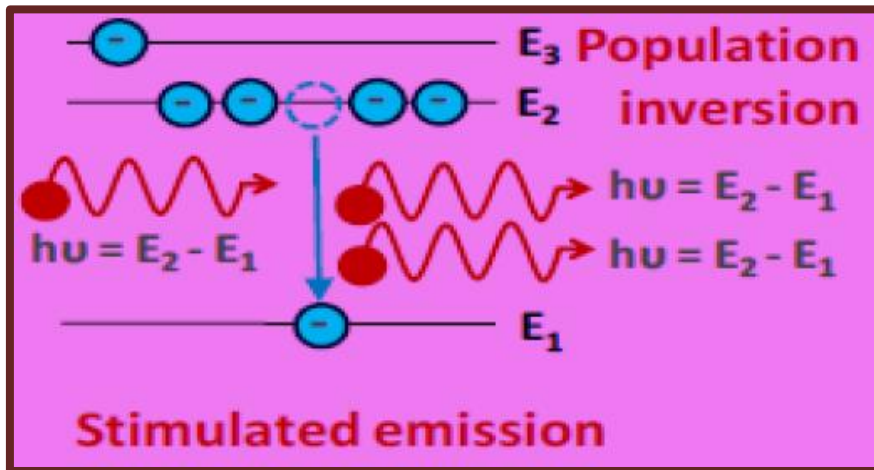 E₃ Population
E₂ inversion
hυ = E₂ - E₁
hυ = E₂ - E₁
hυ = E₂ - E₁
E₁
Stimulated emission